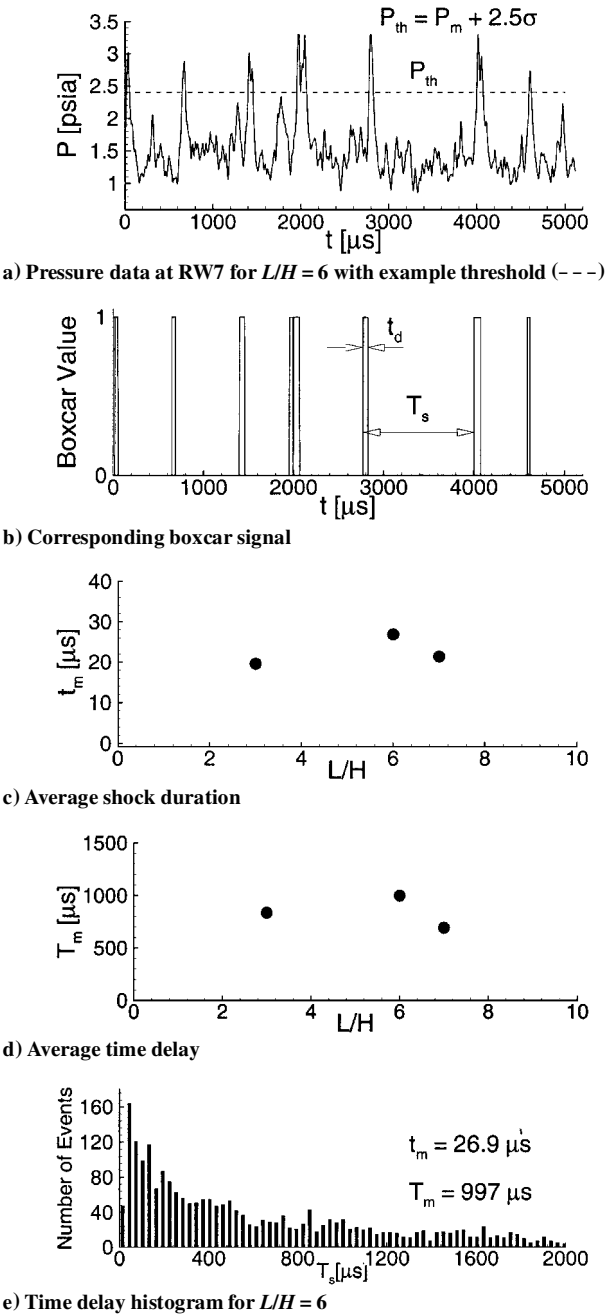 P_th = P_m + 2.5σ
3.5
3
2.5
2
1.5
1
P [psia]
P_th
0 1000 2000 3000 4000 5000
t [μs]
a) Pressure data at RW7 for L/H = 6 with example threshold (– – –)
1
0
Boxcar Value
t_d
T_s
0 1000 2000 3000 4000 5000
t [μs]
b) Corresponding boxcar signal
40
30
20
10
0
t_m [μs]
0 2 4 6 8 10
L/H
c) Average shock duration
1500
1000
500
0
T_m [μs]
0 2 4 6 8 10
L/H
d) Average time delay
160
120
80
40
0
Number of Events
t_m = 26.9 μs
T_m = 997 μs
0 400 800 1200 1600 2000
T_s[μs]
e) Time delay histogram for L/H = 6